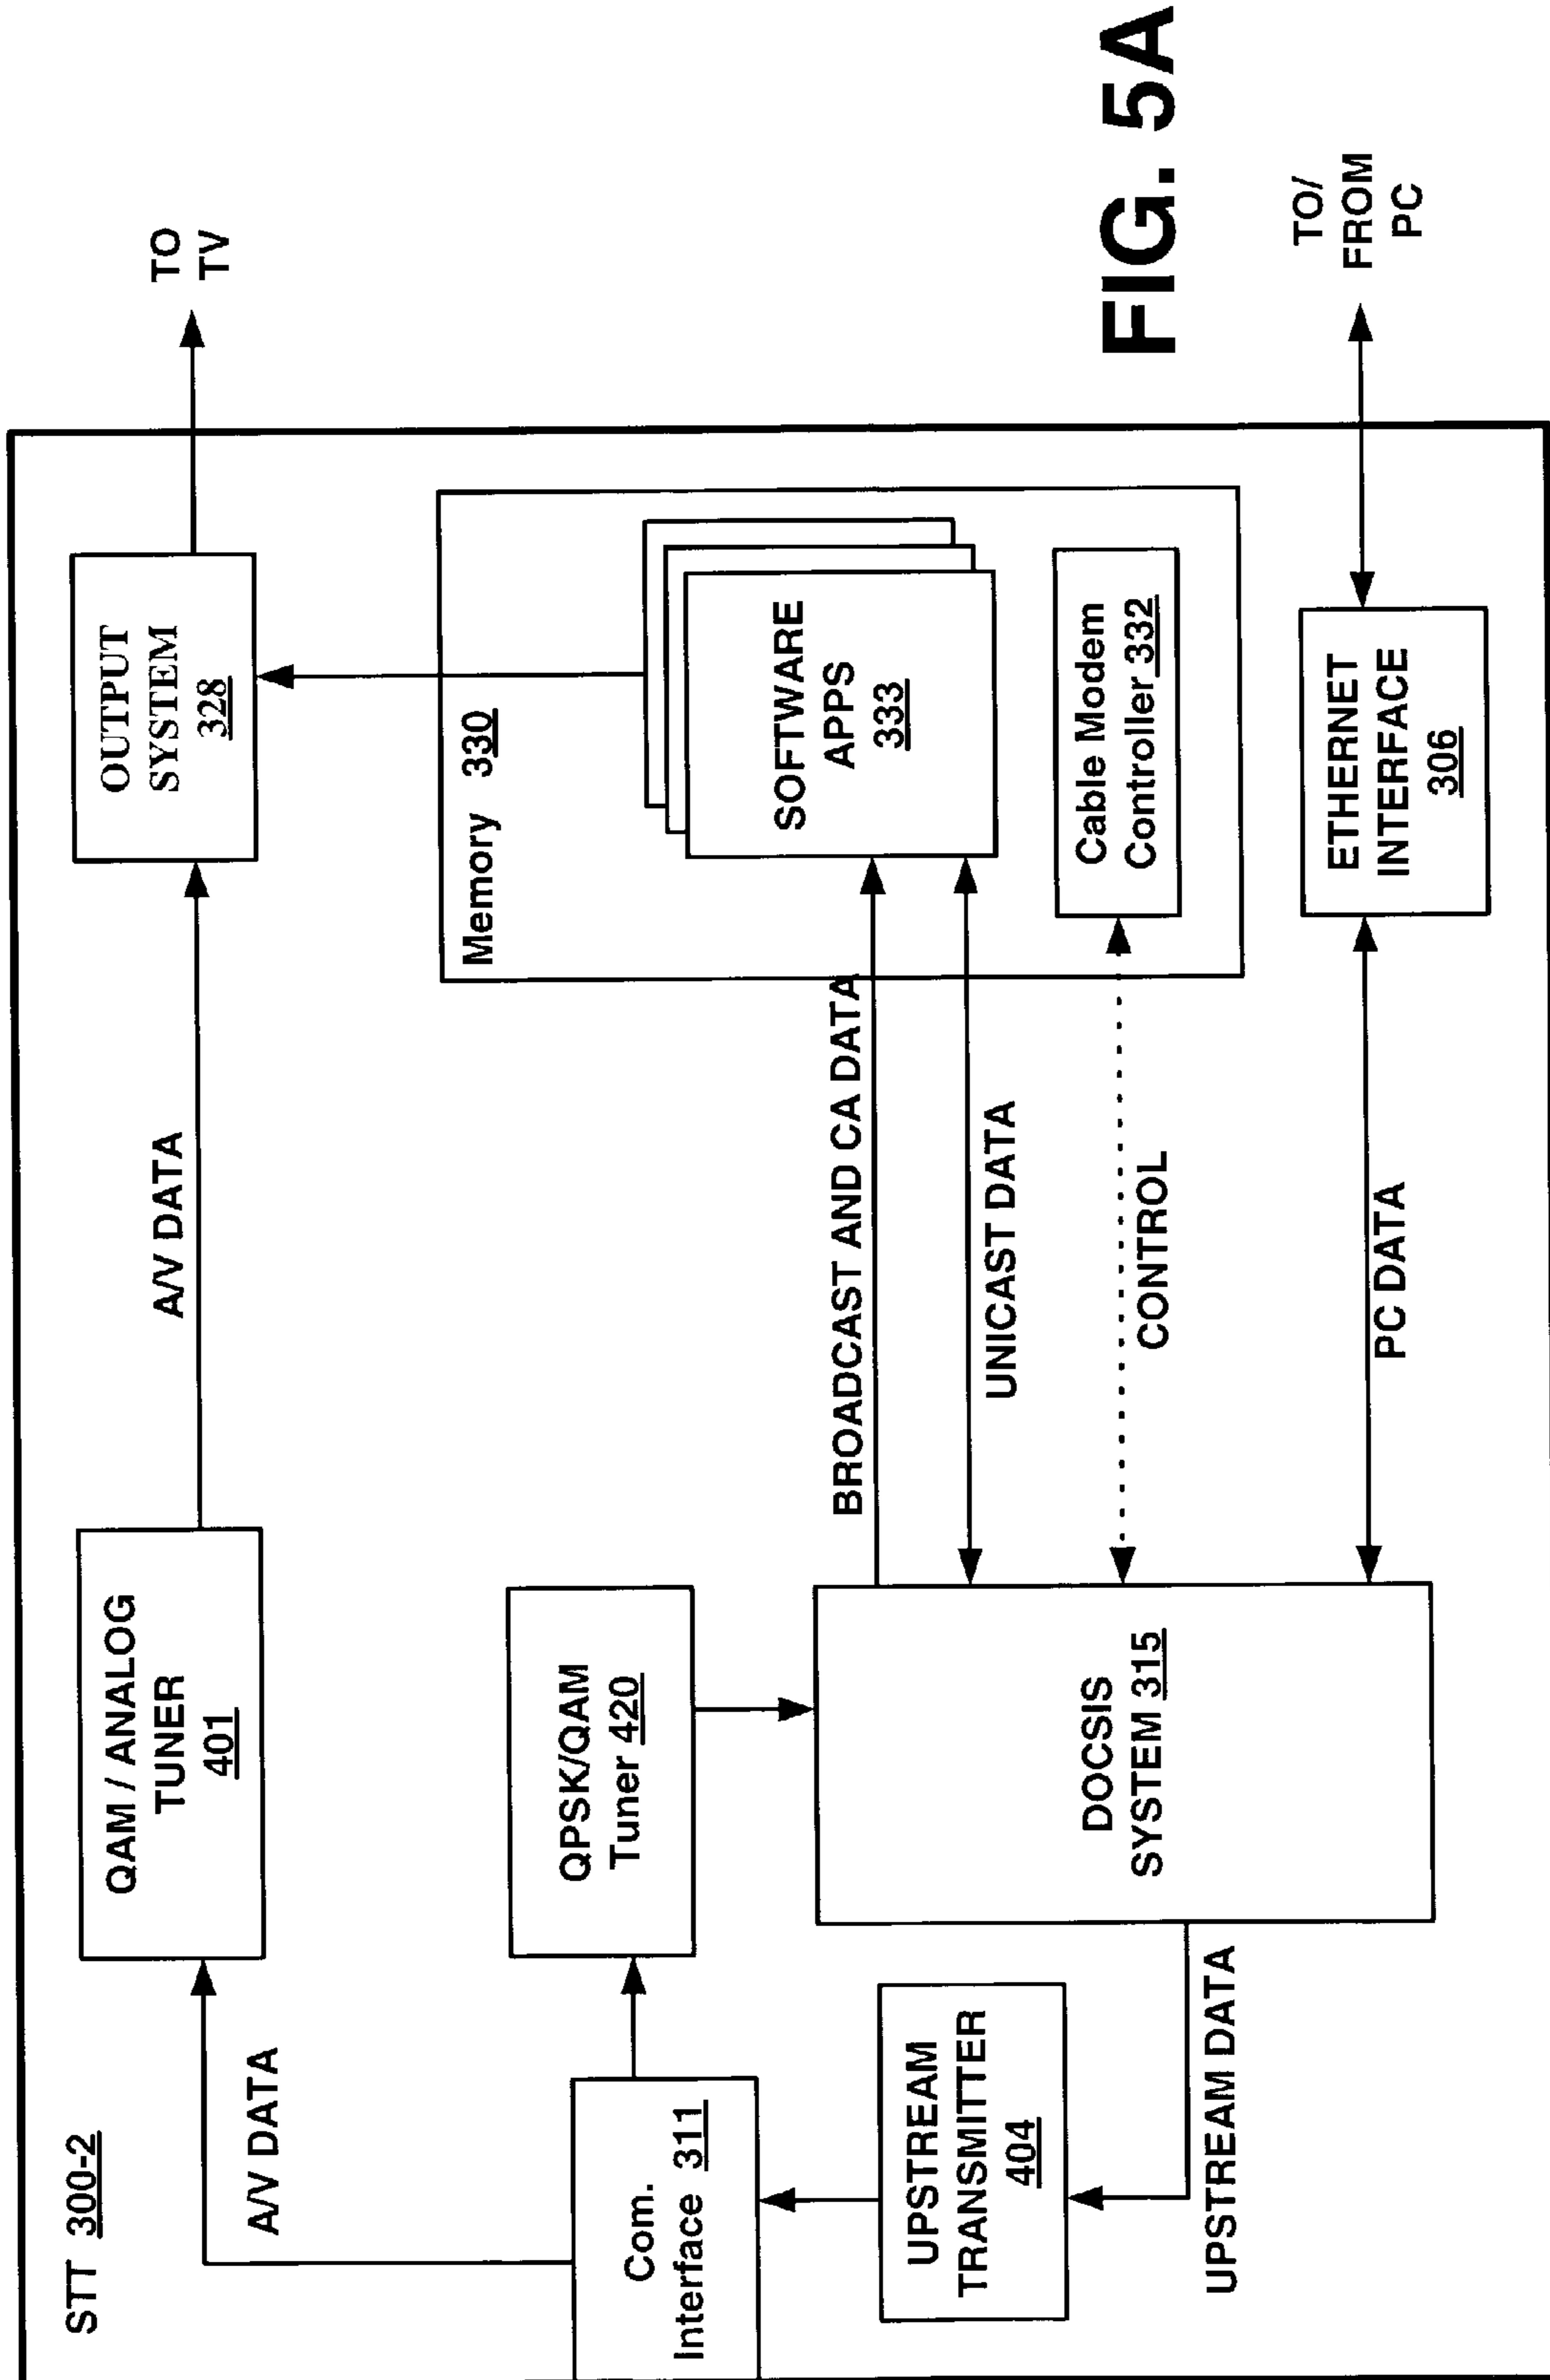 STT 300-2
A/V DATA
QAM / ANALOG
TUNER
401
A/V DATA
OUTPUT
SYSTEM
328
TO
TV
Com.
Interface 311
QPSK/QAM
Tuner 420
Memory 330
SOFTWARE
APPS
333
BROADCAST AND CA DATA
UNICAST DATA
UPSTREAM
TRANSMITTER
404
DOCSIS
SYSTEM 315
Cable Modem
Controller 332
CONTROL
UPSTREAM DATA
PC DATA
ETHERNET
INTERFACE
306
TO/
FROM
PC
FIG. 5A